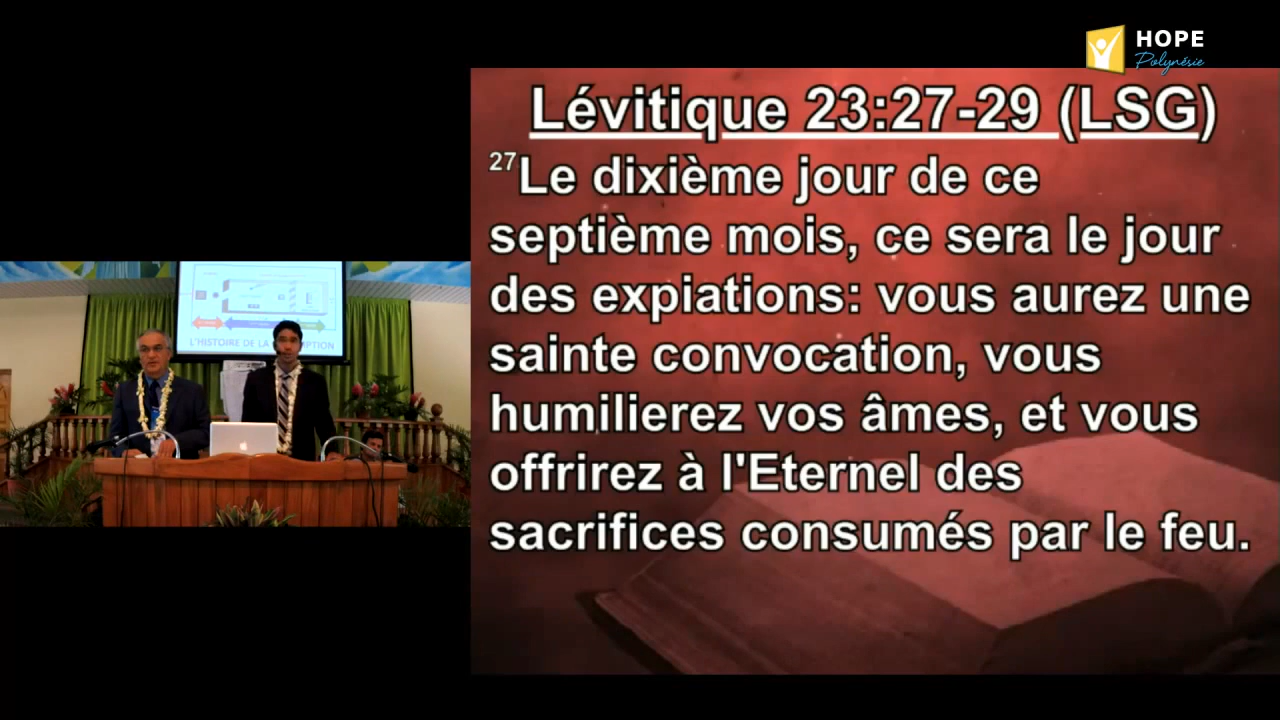 HOPE
Polynésie
Lévitique 23:27-29 (LSG)
27Le dixième jour de ce
septième mois, ce sera le jour
des expiations: vous aurez une
sainte convocation, vous
humilierez vos âmes, et vous
offrirez à l'Eternel des
sacrifices consumés par le feu.
L'HISTOIRE DE LA